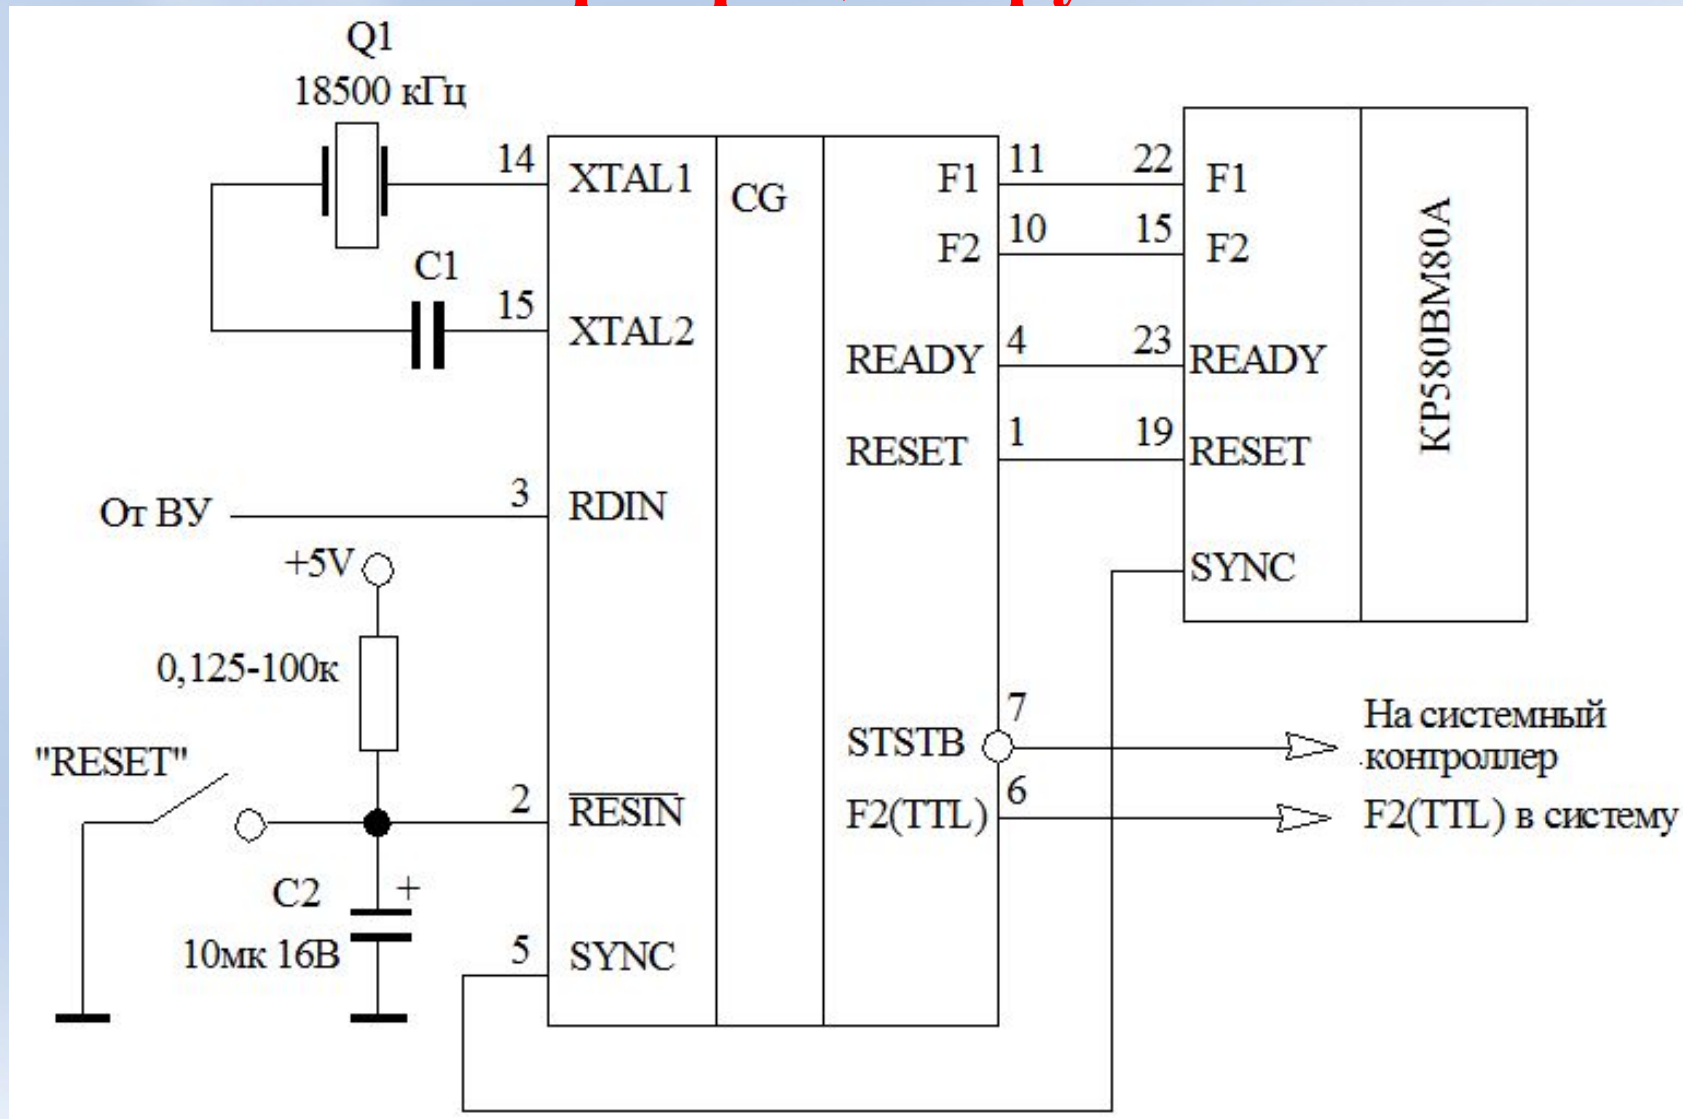 Q1
18500 кГц
14
XTAL1
CG
F1
11
22
F1
F2
10
15
F2
C1
15
XTAL2
READY
4
23
READY
RESET
1
19
RESET
КР580ВМ80А
От ВУ
3
RDIN
+5V
SYNC
0,125-100к
"RESET"
2
RESIN
STSTB
7
На системный
контроллер
F2(TTL)
6
F2(TTL) в систему
C2
+
10мк 16В
5
SYNC